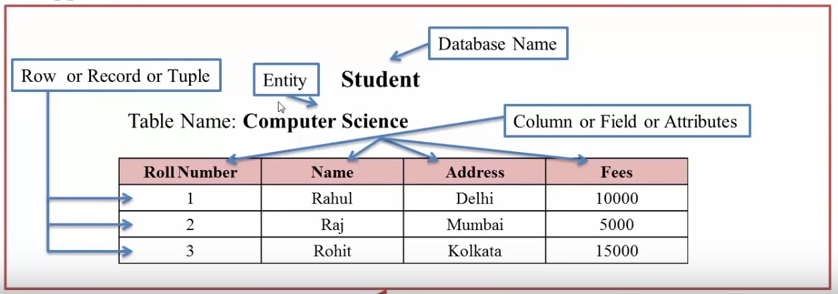 Database Name
Row or Record or Tuple
Entity
Student
Table Name: Computer Science
Column or Field or Attributes
Roll Number Name Address Fees
1 Rahul Delhi 10000
2 Raj Mumbai 5000
3 Rohit Kolkata 15000